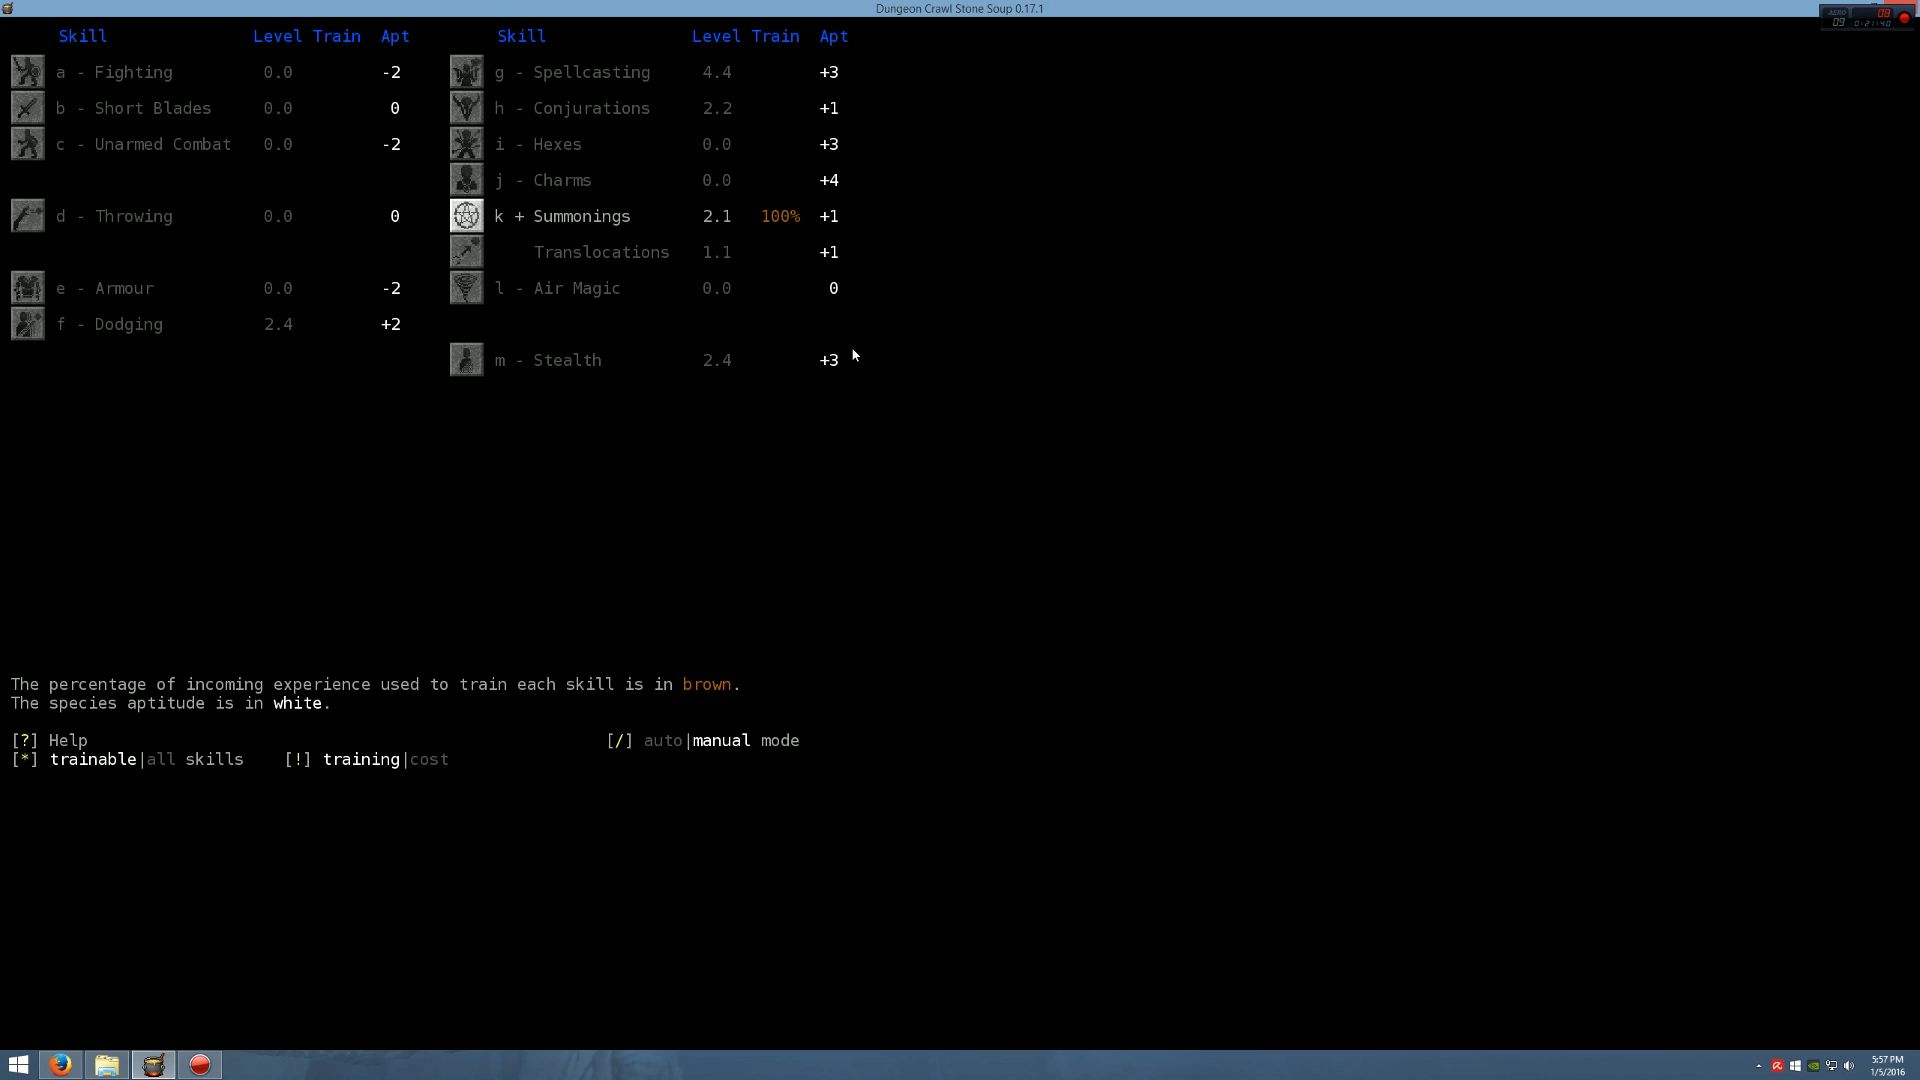 Dungeon Crawl Stone Soup 0.17.1
Skill Level Train Apt Skill Level Train Apt
a - Fighting 0.0 -2 g - Spellcasting 4.4 +3
b - Short Blades 0.0 0 h - Conjurations 2.2 +1
c - Unarmed Combat 0.0 -2 i - Hexes 0.0 +3
j - Charms 0.0 +4
d - Throwing 0.0 0 k + Summonings 2.1 100% +1
Translocations 1.1 +1
e - Armour 0.0 -2 l - Air Magic 0.0 0
f - Dodging 2.4 +2
m - Stealth 2.4 +3
The percentage of incoming experience used to train each skill is in brown.
The species aptitude is in white.
[?] Help [/] auto|manual mode
[*] trainable|all skills [!] training|cost
5:57 PM
1/5/2016